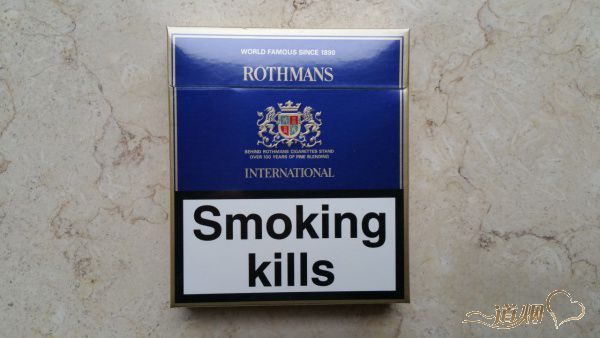 WORLD FAMOUS SINCE 1890
ROTHMANS
BEHIND ROTHMANS CIGARETTES STAND
OVER 100 YEARS OF FINE BLENDING
INTERNATIONAL
Smoking
kills